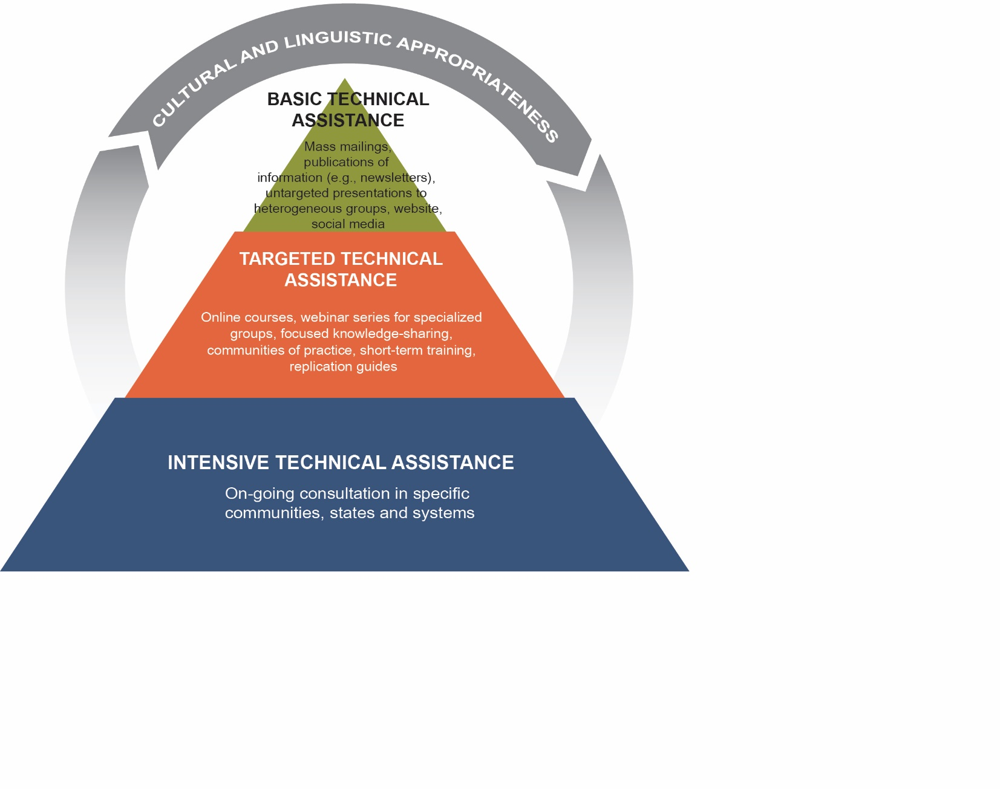 CULTURAL AND LINGUISTIC APPROPRIATENESS
BASIC TECHNICAL
ASSISTANCE
Mass mailings,
publications of
information (e.g., newsletters),
untargeted presentations to
heterogeneous groups, website,
social media
TARGETED TECHNICAL
ASSISTANCE
Online courses, webinar series for specialized
groups, focused knowledge-sharing,
communities of practice, short-term training,
replication guides
INTENSIVE TECHNICAL ASSISTANCE
On-going consultation in specific
communities, states and systems